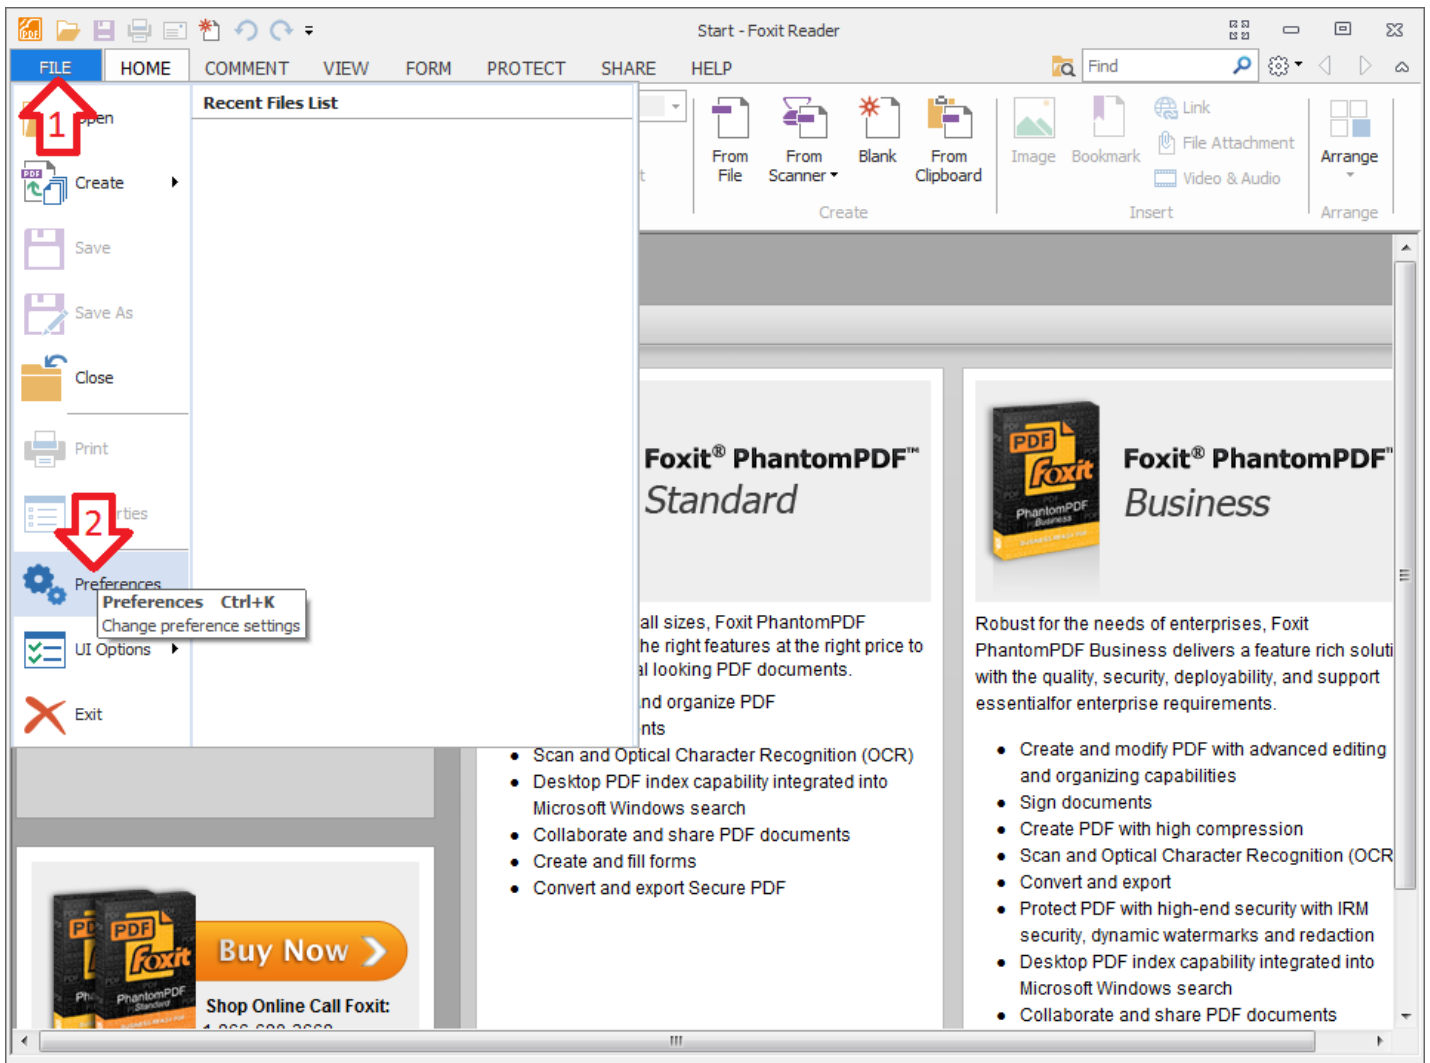 Start - Foxit Reader
FILE HOME COMMENT VIEW FORM PROTECT SHARE HELP
Find
1
Open
Create
Save
Save As
Close
Print
2
rties
Preferences
UI Options
Exit
Preferences Ctrl+K
Change preference settings
Recent Files List
From
File
From
Scanner
Blank
From
Clipboard
Create
Image
Bookmark
Link
File Attachment
Video & Audio
Insert
Arrange
Arrange
Foxit® PhantomPDF™
Standard
all sizes, Foxit PhantomPDF
he right features at the right price to
al looking PDF documents.
nd organize PDF
nts
• Scan and Optical Character Recognition (OCR)
• Desktop PDF index capability integrated into
Microsoft Windows search
• Collaborate and share PDF documents
• Create and fill forms
• Convert and export Secure PDF
PDF
Foxit
PhantomPDF
Business
BUSINESS-READY PDF
Foxit® PhantomPDF™
Business
Robust for the needs of enterprises, Foxit
PhantomPDF Business delivers a feature rich soluti
with the quality, security, deployability, and support
essentialfor enterprise requirements.
• Create and modify PDF with advanced editing
and organizing capabilities
• Sign documents
• Create PDF with high compression
• Scan and Optical Character Recognition (OCR
• Convert and export
• Protect PDF with high-end security with IRM
security, dynamic watermarks and redaction
• Desktop PDF index capability integrated into
Microsoft Windows search
• Collaborate and share PDF documents
PDF
Foxit
PhantomPDF
Standard
Buy Now
Shop Online Call Foxit: